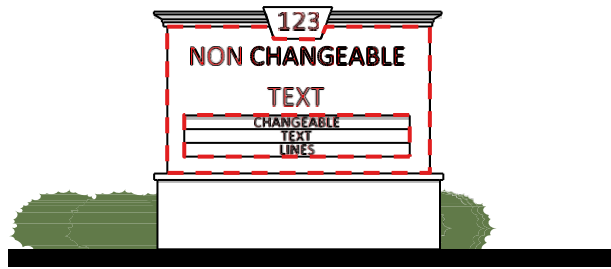 123
NON CHANGEABLE
TEXT
CHANGEABLE
TEXT
LINES